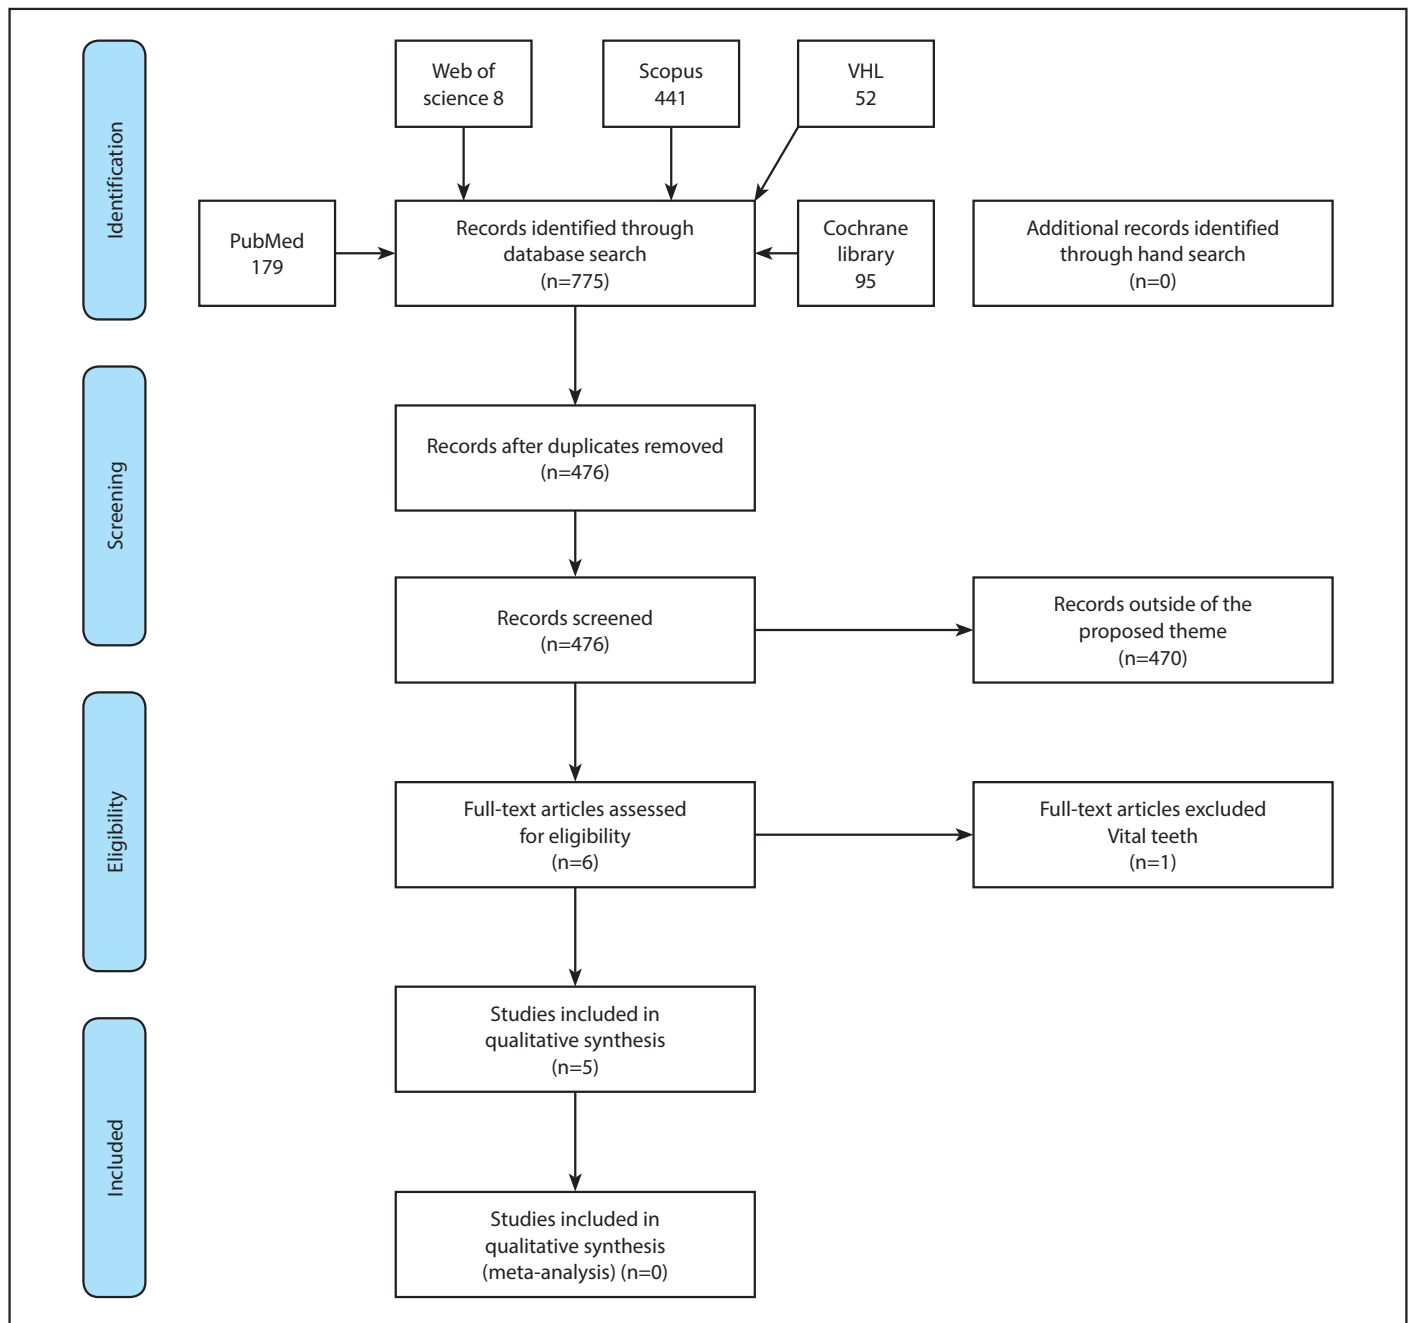 Identification
Web of
science 8
Scopus
441
VHL
52
PubMed
179
Records identified through
database search
(n=775)
Cochrane
library
95
Additional records identified
through hand search
(n=0)
Screening
Records after duplicates removed
(n=476)
Records screened
(n=476)
Records outside of the
proposed theme
(n=470)
Eligibility
Full-text articles assessed
for eligibility
(n=6)
Full-text articles excluded
Vital teeth
(n=1)
Included
Studies included in
qualitative synthesis
(n=5)
Studies included in
qualitative synthesis
(meta-analysis) (n=0)